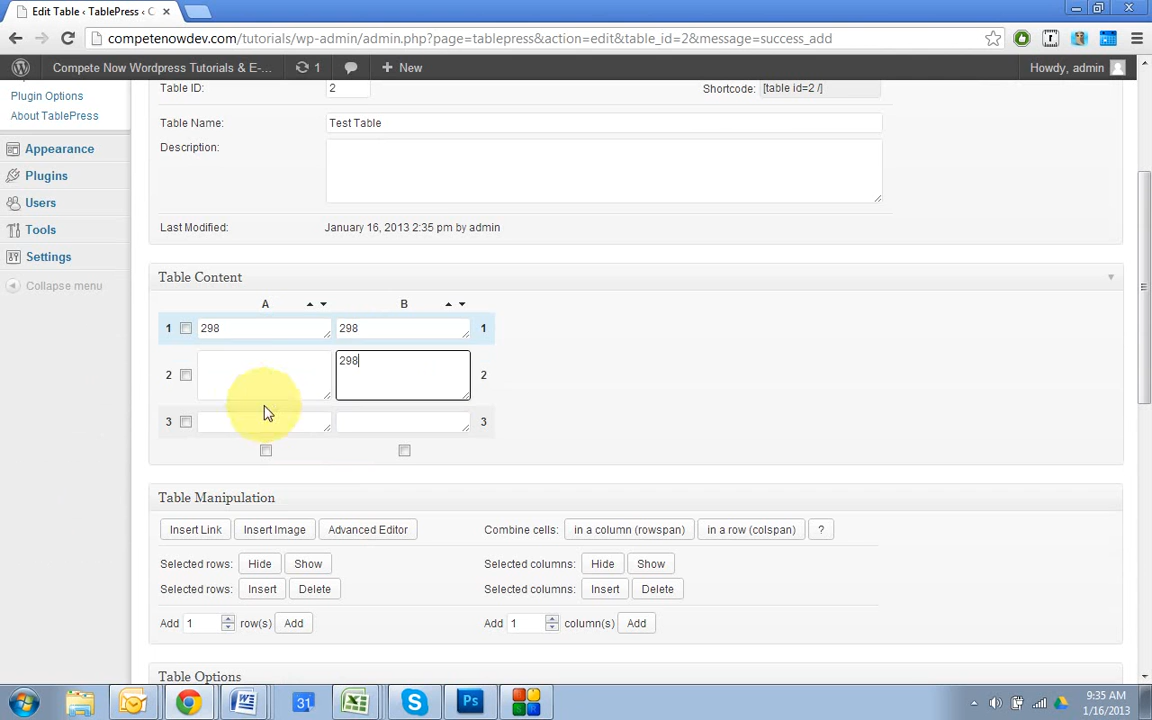 Edit Table ‹ TablePress ‹ C
competenowdev.com/tutorials/wp-admin/admin.php?page=tablepress&action=edit&table_id=2&message=success_add
Compete Now Wordpress Tutorials & E-... 1 + New Howdy, admin
Plugin Options
About TablePress
Appearance
Plugins
Users
Tools
Settings
Collapse menu
Table ID: 2 Shortcode: [table id=2 /]
Table Name: Test Table
Description:
Last Modified: January 16, 2013 2:35 pm by admin
Table Content
A B
1 298 298 1
2 298 2
3 3
Table Manipulation
Insert Link Insert Image Advanced Editor Combine cells: in a column (rowspan) in a row (colspan) ?
Selected rows: Hide Show Selected columns: Hide Show
Selected rows: Insert Delete Selected columns: Insert Delete
Add 1 row(s) Add Add 1 column(s) Add
Table Options
31
9:35 AM
1/16/2013